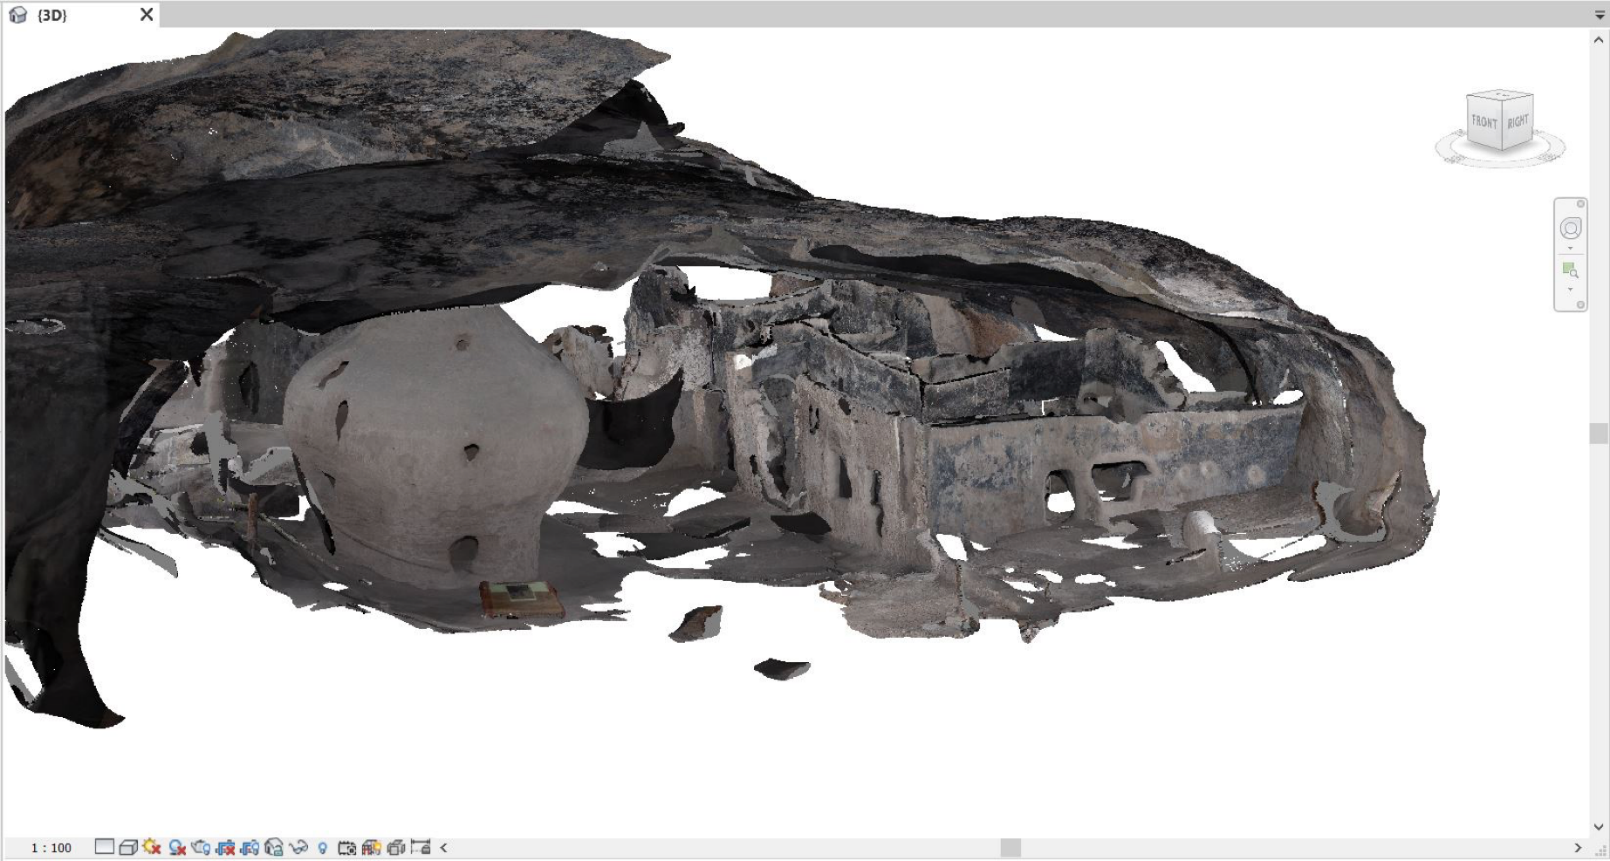 {3D}
FRONT
RIGHT
1 : 100